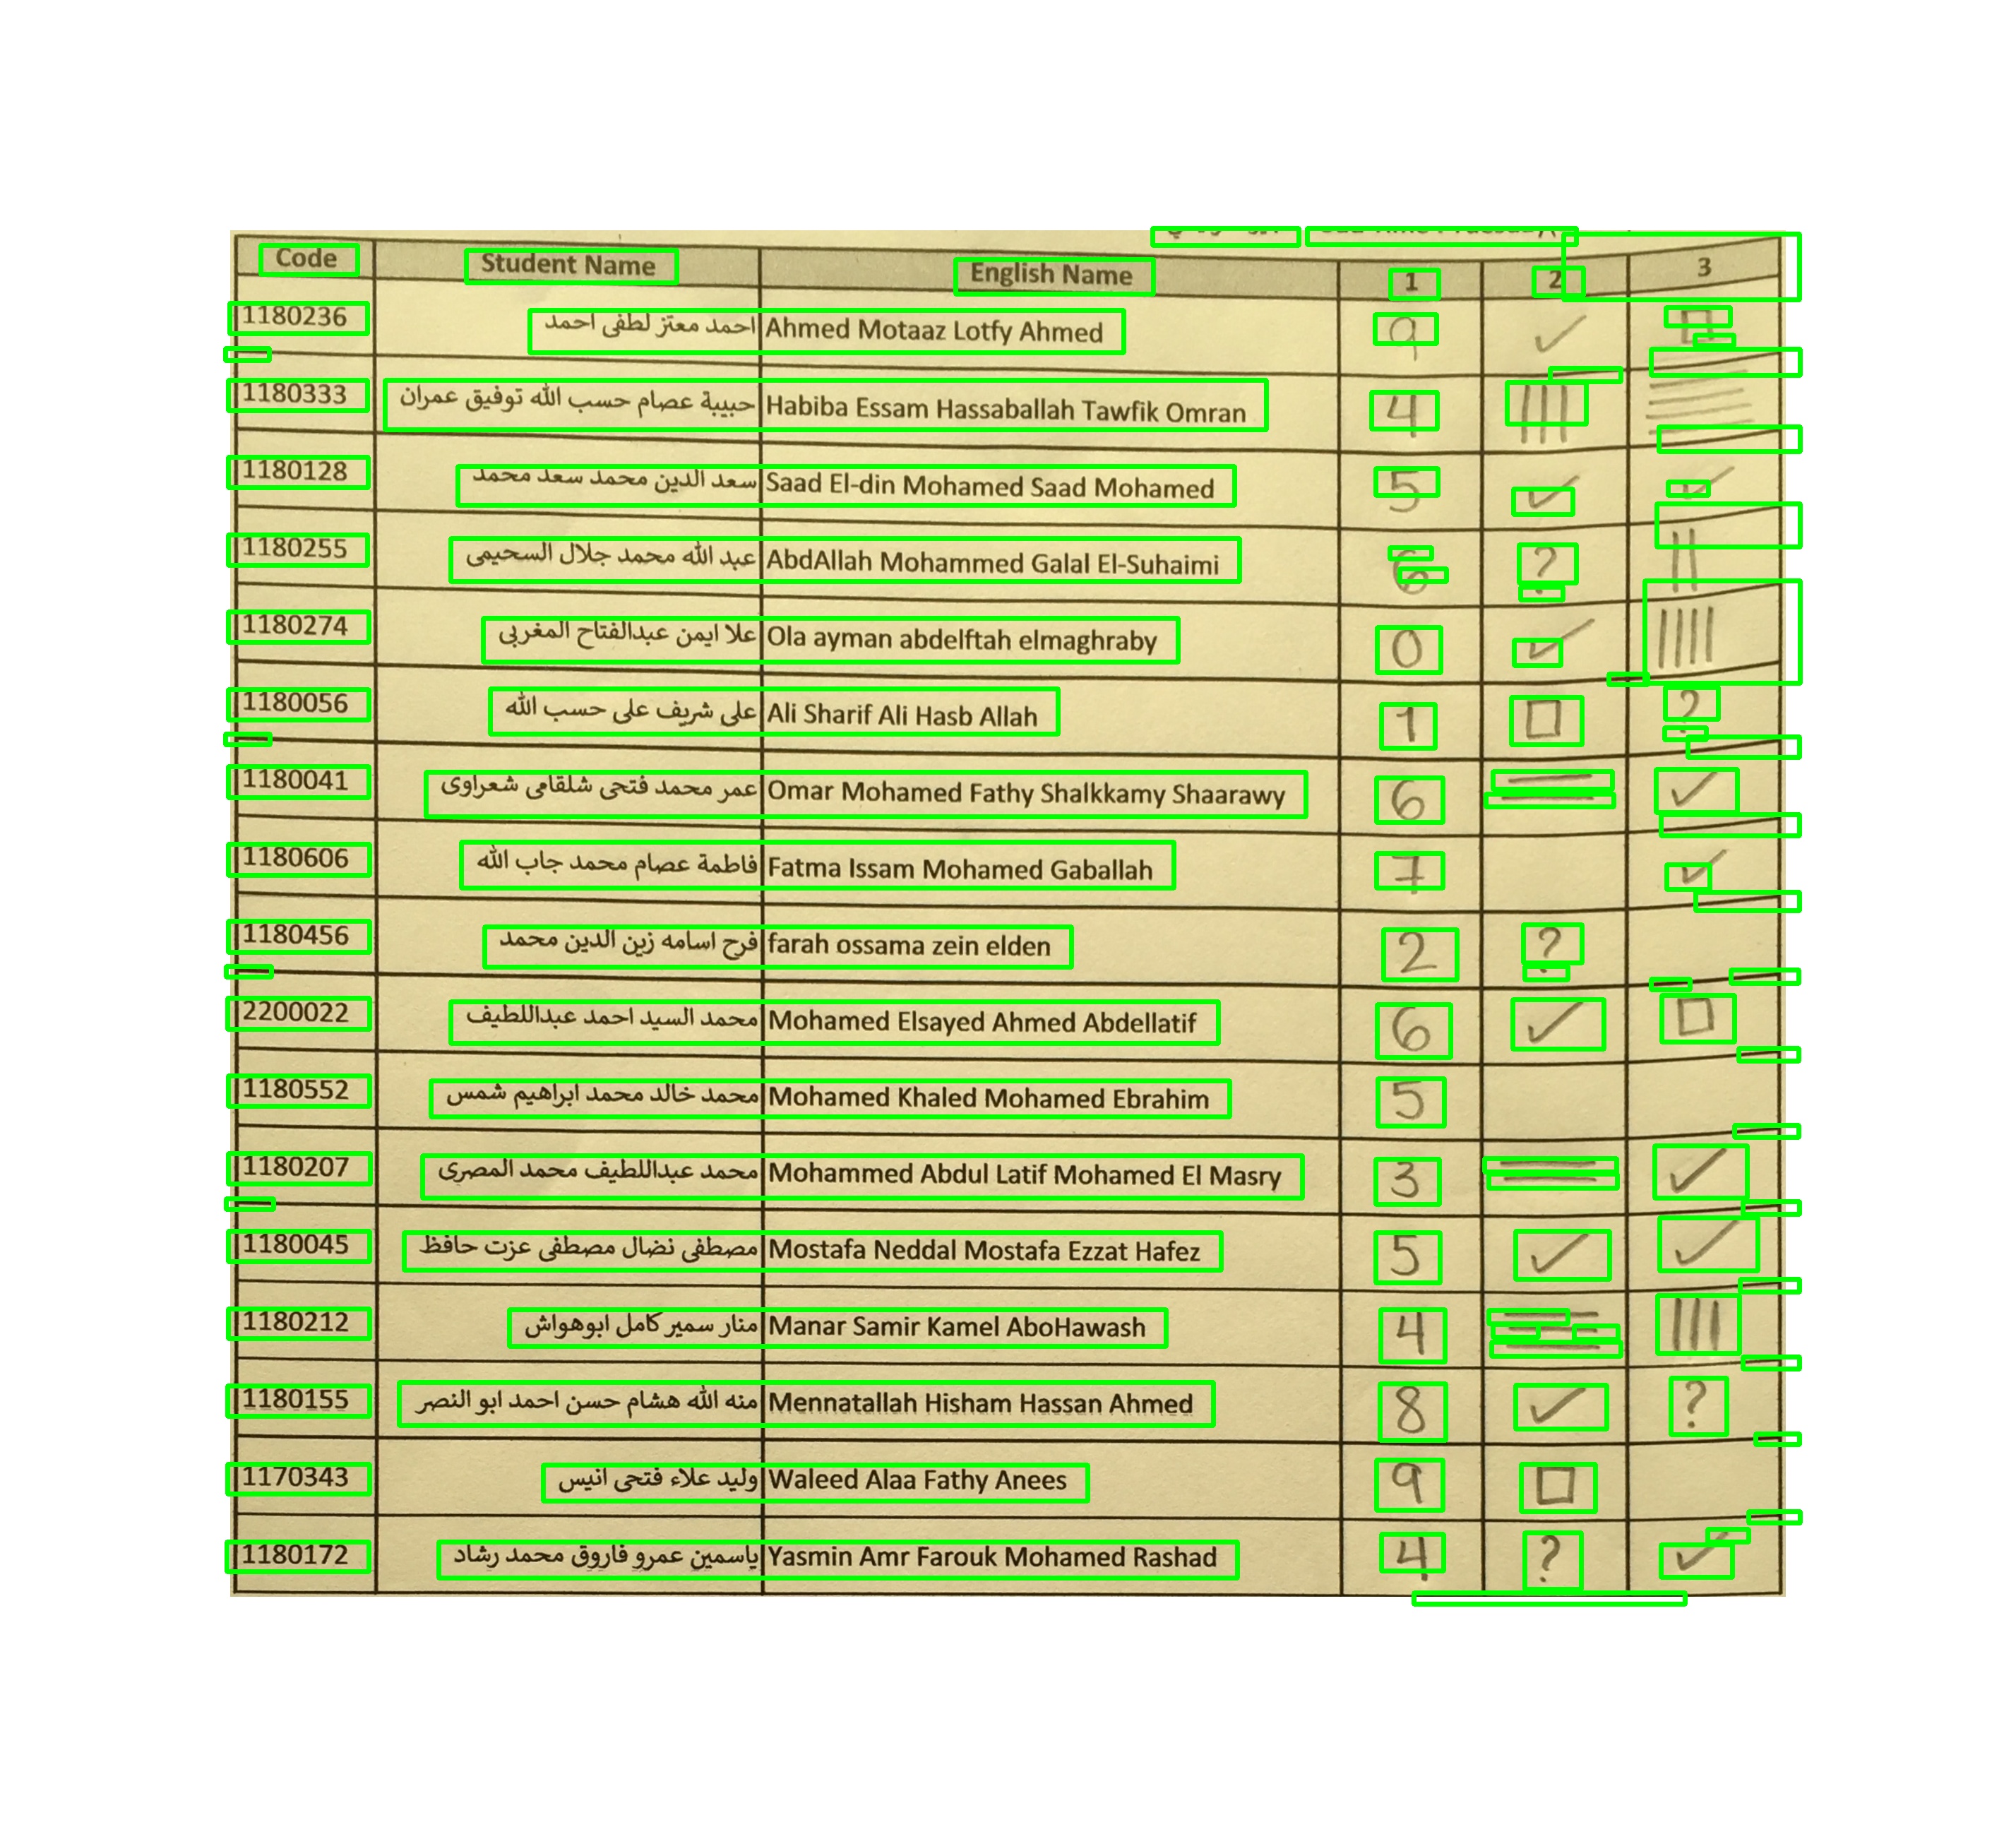 Code Student Name English Name 1 2 3
1180236 احمد معتز لطفى احمد Ahmed Motaaz Lotfy Ahmed 9 ✓ □
1180333 حبيبة عصام حسب الله توفيق عمران Habiba Essam Hassaballah Tawfik Omran 4 ||| ☰
1180128 سعد الدين محمد سعد محمد Saad El-din Mohamed Saad Mohamed 5 ✓ ✓
1180255 عبد الله محمد جلال السحيمى AbdAllah Mohammed Galal El-Suhaimi 6 ? ||
1180274 علا ايمن عبدالفتاح المغربى Ola ayman abdelftah elmaghraby 0 ✓ ||||
1180056 على شريف على حسب الله Ali Sharif Ali Hasb Allah 1 □ ?
1180041 عمر محمد فتحى شلقامى شعراوى Omar Mohamed Fathy Shalkkamy Shaarawy 6 = ✓
1180606 فاطمة عصام محمد جاب الله Fatma Issam Mohamed Gaballah 7 ✓
1180456 فرح اسامه زين الدين محمد farah ossama zein elden 2 ?
2200022 محمد السيد احمد عبداللطيف Mohamed Elsayed Ahmed Abdellatif 6 ✓ □
1180552 محمد خالد محمد ابراهيم شمس Mohamed Khaled Mohamed Ebrahim 5
1180207 محمد عبداللطيف محمد المصرى Mohammed Abdul Latif Mohamed El Masry 3 = ✓
1180045 مصطفى نضال مصطفى عزت حافظ Mostafa Neddal Mostafa Ezzat Hafez 5 ✓ ✓
1180212 منار سمير كامل ابوهواش Manar Samir Kamel AboHawash 4 ≡ |||
1180155 منه الله هشام حسن احمد ابو النصر Mennatallah Hisham Hassan Ahmed 8 ✓ ?
1170343 وليد علاء فتحى انيس Waleed Alaa Fathy Anees 9 □
1180172 ياسمين عمرو فاروق محمد رشاد Yasmin Amr Farouk Mohamed Rashad 4 ? ✓